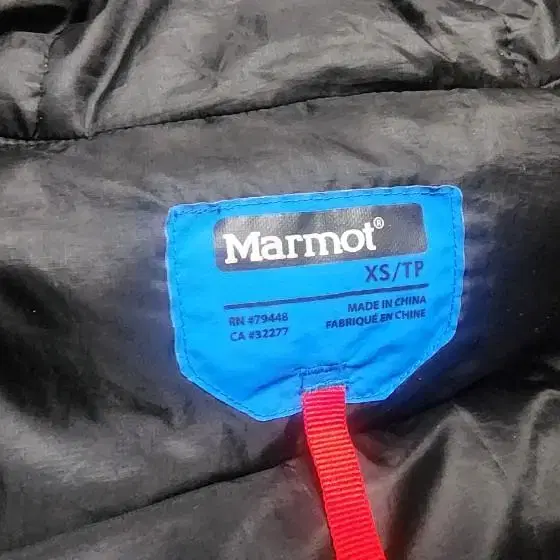 Marmot®
XS/TP
RN #79448
CA #32277
MADE IN CHINA
FABRIQUÉ EN CHINE